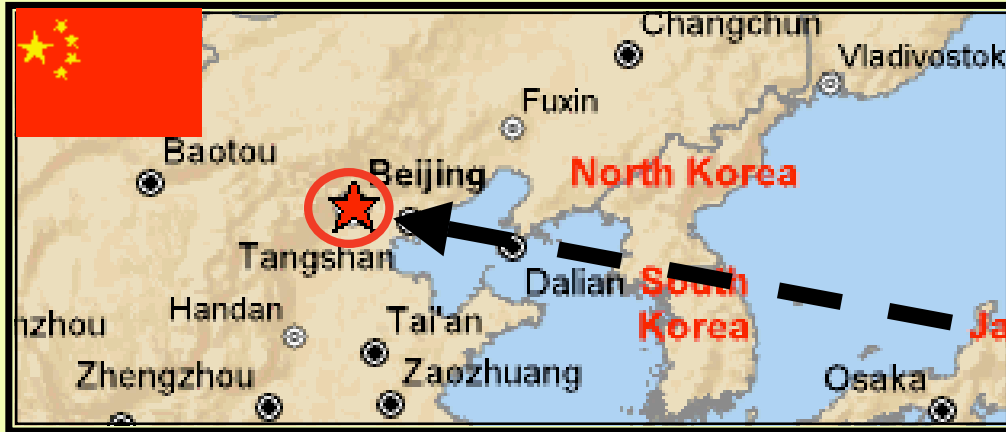 Changchun
Vladivostok
Fuxin
Baotou
Beijing
North Korea
Tangshan
Dalian
South
Korea
Handan
nzhou
Tai'an
Ja
Zhengzhou
Zaozhuang
Osaka